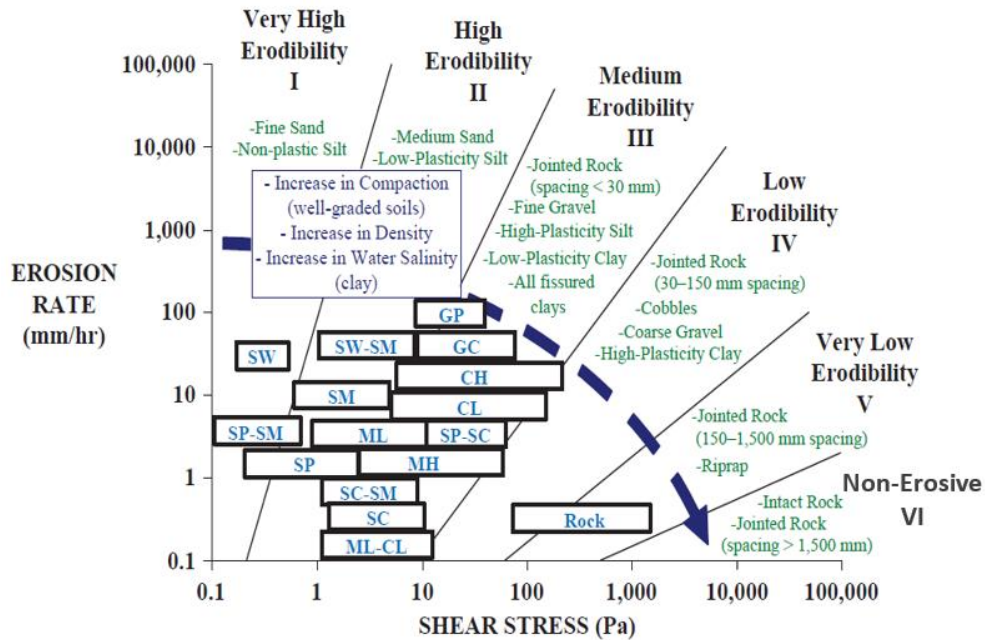 Very High
Erodibility
I
High
Erodibility
II
Medium
Erodibility
III
Low
Erodibility
IV
Very Low
Erodibility
V
Non-Erosive
VI
-Fine Sand
-Non-plastic Silt
-Medium Sand
-Low-Plasticity Silt
-Jointed Rock
(spacing < 30 mm)
-Fine Gravel
-High-Plasticity Silt
-Low-Plasticity Clay
-All fissured
clays
-Jointed Rock
(30–150 mm spacing)
-Cobbles
-Coarse Gravel
-High-Plasticity Clay
-Jointed Rock
(150–1,500 mm spacing)
-Riprap
-Intact Rock
-Jointed Rock
(spacing > 1,500 mm)
- Increase in Compaction
(well-graded soils)
- Increase in Density
- Increase in Water Salinity
(clay)
EROSION
RATE
(mm/hr)
100,000
10,000
1,000
100
10
1
0.1
GP
SW
SW-SM
GC
CH
SM
CL
SP-SM
ML
SP-SC
SP
MH
SC-SM
SC
Rock
ML-CL
0.1
1
10
100
1,000
10,000
100,000
SHEAR STRESS (Pa)